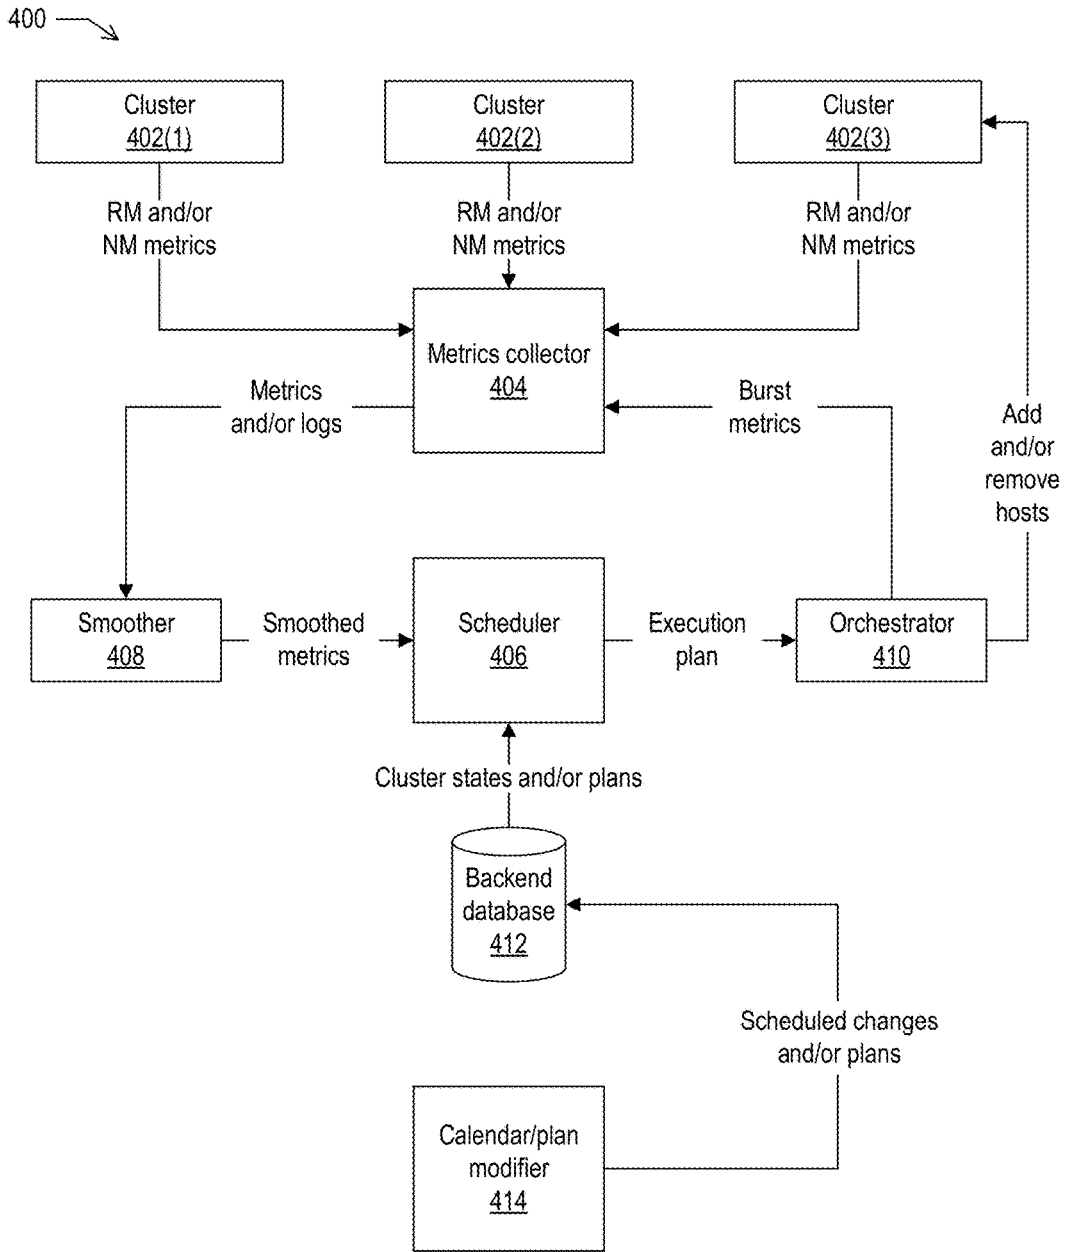 400
Cluster
402(1)
Cluster
402(2)
Cluster
402(3)
RM and/or
NM metrics
RM and/or
NM metrics
RM and/or
NM metrics
Metrics collector
404
Metrics
and/or logs
Burst
metrics
Add
and/or
remove
hosts
Smoother
408
Smoothed
metrics
Scheduler
406
Execution
plan
Orchestrator
410
Cluster states and/or plans
Backend
database
412
Scheduled changes
and/or plans
Calendar/plan
modifier
414